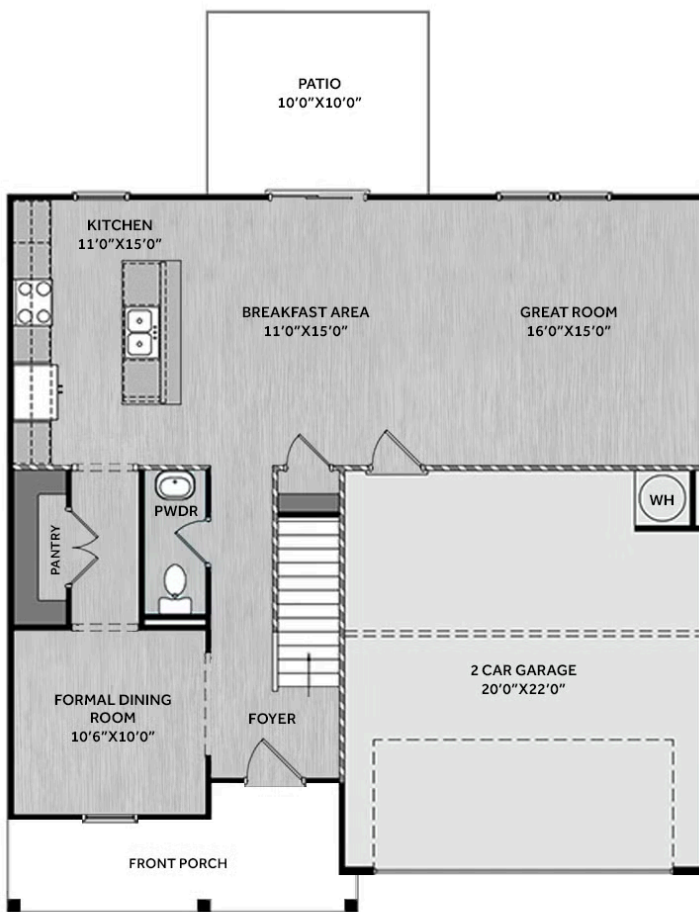 PATIO
10'0"X10'0"
KITCHEN
11'0"X15'0"
BREAKFAST AREA
11'0"X15'0"
GREAT ROOM
16'0"X15'0"
PWDR
WH
PANTRY
2 CAR GARAGE
20'0"X22'0"
FORMAL DINING
ROOM
10'6"X10'0"
FOYER
FRONT PORCH